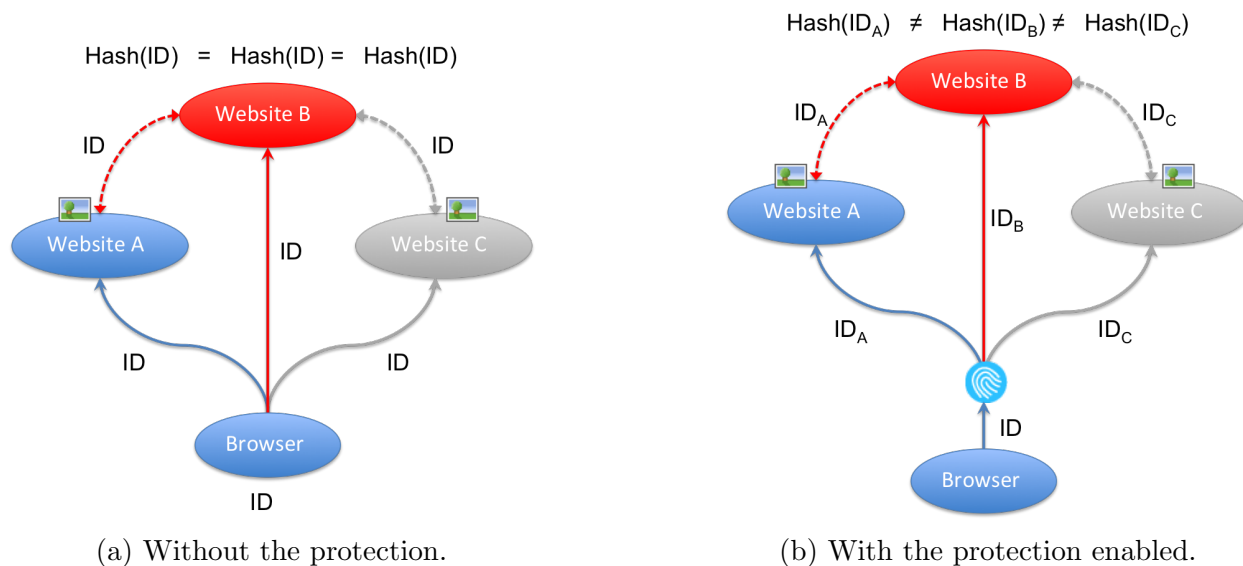 Hash(ID) = Hash(ID) = Hash(ID)
Website B
ID
ID
Website A
ID
Website C
ID
ID
Browser
ID
(a) Without the protection.
Hash(ID_A) ≠ Hash(ID_B) ≠ Hash(ID_C)
Website B
ID_A
ID_C
Website A
ID_B
Website C
ID_A
ID_C
ID
Browser
(b) With the protection enabled.